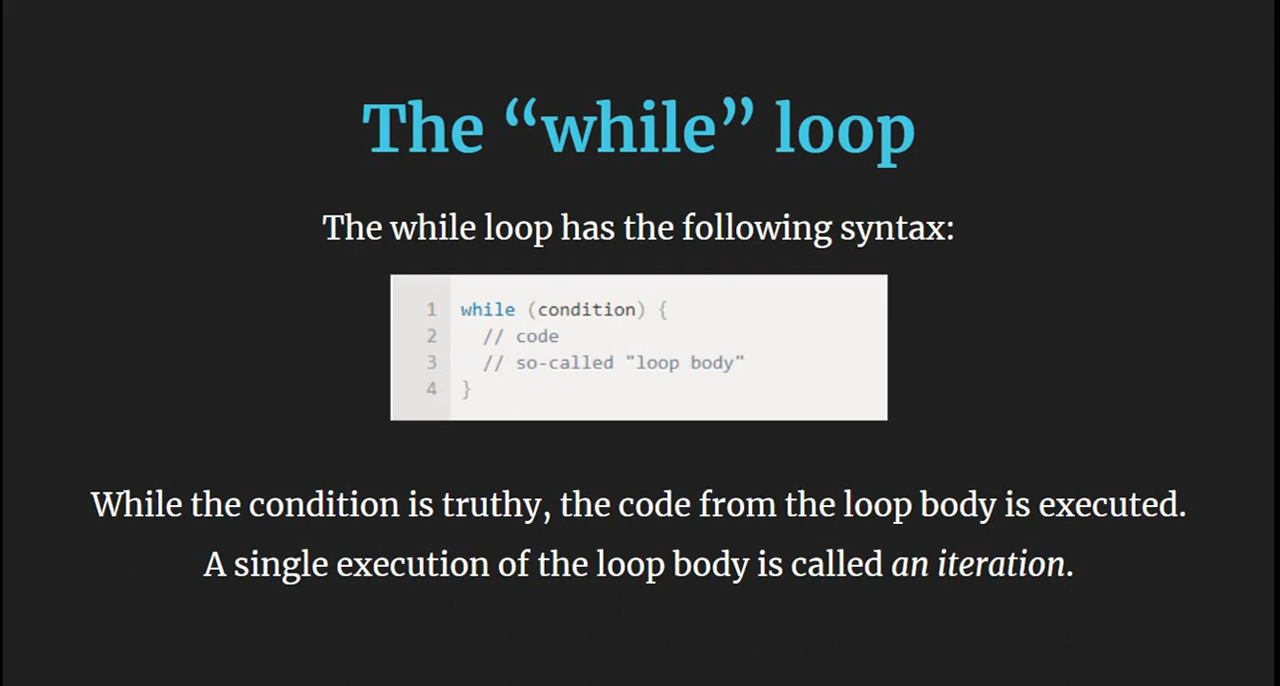 The “while” loop
The while loop has the following syntax:
1 while (condition) {
2 // code
3 // so-called "loop body"
4 }
While the condition is truthy, the code from the loop body is executed.
A single execution of the loop body is called an iteration.